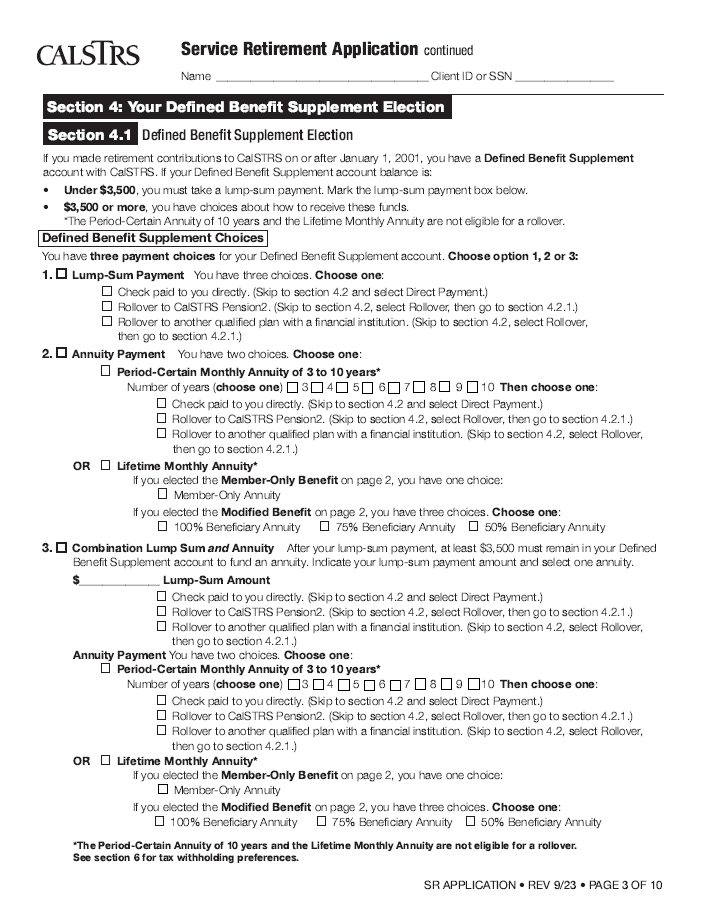 CALSTRS
Service Retirement Application continued
Name ________________________________ Client ID or SSN _______________
Section 4: Your Defined Benefit Supplement Election
Section 4.1 Defined Benefit Supplement Election
If you made retirement contributions to CalSTRS on or after January 1, 2001, you have a Defined Benefit Supplement
account with CalSTRS. If your Defined Benefit Supplement account balance is:
• Under $3,500, you must take a lump-sum payment. Mark the lump-sum payment box below.
• $3,500 or more, you have choices about how to receive these funds.
*The Period-Certain Annuity of 10 years and the Lifetime Monthly Annuity are not eligible for a rollover.
Defined Benefit Supplement Choices
You have three payment choices for your Defined Benefit Supplement account. Choose option 1, 2 or 3:
1. ☐ Lump-Sum Payment You have three choices. Choose one:
☐ Check paid to you directly. (Skip to section 4.2 and select Direct Payment.)
☐ Rollover to CalSTRS Pension2. (Skip to section 4.2, select Rollover, then go to section 4.2.1.)
☐ Rollover to another qualified plan with a financial institution. (Skip to section 4.2, select Rollover,
then go to section 4.2.1.)
2. ☐ Annuity Payment You have two choices. Choose one:
☐ Period-Certain Monthly Annuity of 3 to 10 years*
Number of years (choose one) ☐ 3 ☐ 4 ☐ 5 ☐ 6 ☐ 7 ☐ 8 ☐ 9 ☐ 10 Then choose one:
☐ Check paid to you directly. (Skip to section 4.2 and select Direct Payment.)
☐ Rollover to CalSTRS Pension2. (Skip to section 4.2, select Rollover, then go to section 4.2.1.)
☐ Rollover to another qualified plan with a financial institution. (Skip to section 4.2, select Rollover,
then go to section 4.2.1.)
OR ☐ Lifetime Monthly Annuity*
If you elected the Member-Only Benefit on page 2, you have one choice:
☐ Member-Only Annuity
If you elected the Modified Benefit on page 2, you have three choices. Choose one:
☐ 100% Beneficiary Annuity ☐ 75% Beneficiary Annuity ☐ 50% Beneficiary Annuity
3. ☐ Combination Lump Sum and Annuity After your lump-sum payment, at least $3,500 must remain in your Defined
Benefit Supplement account to fund an annuity. Indicate your lump-sum payment amount and select one annuity.
$____________ Lump-Sum Amount
☐ Check paid to you directly. (Skip to section 4.2 and select Direct Payment.)
☐ Rollover to CalSTRS Pension2. (Skip to section 4.2, select Rollover, then go to section 4.2.1.)
☐ Rollover to another qualified plan with a financial institution. (Skip to section 4.2, select Rollover,
then go to section 4.2.1.)
Annuity Payment You have two choices. Choose one:
☐ Period-Certain Monthly Annuity of 3 to 10 years*
Number of years (choose one) ☐ 3 ☐ 4 ☐ 5 ☐ 6 ☐ 7 ☐ 8 ☐ 9 ☐ 10 Then choose one:
☐ Check paid to you directly. (Skip to section 4.2 and select Direct Payment.)
☐ Rollover to CalSTRS Pension2. (Skip to section 4.2, select Rollover, then go to section 4.2.1.)
☐ Rollover to another qualified plan with a financial institution. (Skip to section 4.2, select Rollover,
then go to section 4.2.1.)
OR ☐ Lifetime Monthly Annuity*
If you elected the Member-Only Benefit on page 2, you have one choice:
☐ Member-Only Annuity
If you elected the Modified Benefit on page 2, you have three choices. Choose one:
☐ 100% Beneficiary Annuity ☐ 75% Beneficiary Annuity ☐ 50% Beneficiary Annuity
*The Period-Certain Annuity of 10 years and the Lifetime Monthly Annuity are not eligible for a rollover.
See section 6 for tax withholding preferences.
SR APPLICATION • REV 9/23 • PAGE 3 OF 10